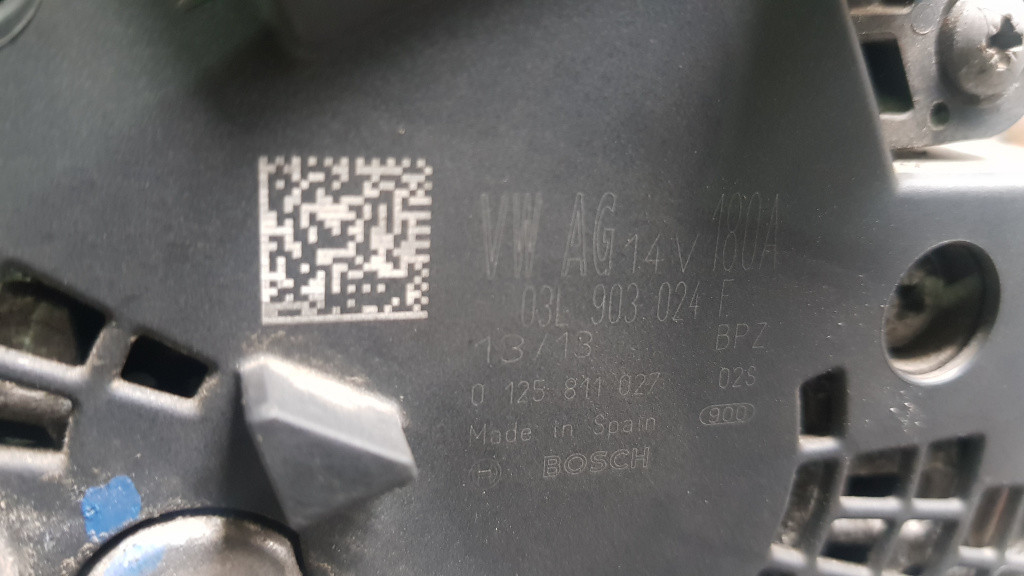 VW AG 14V 180A
03L 903 024 F
13/13 BPZ
0 125 811 027 02S
Made in Spain 900
BOSCH